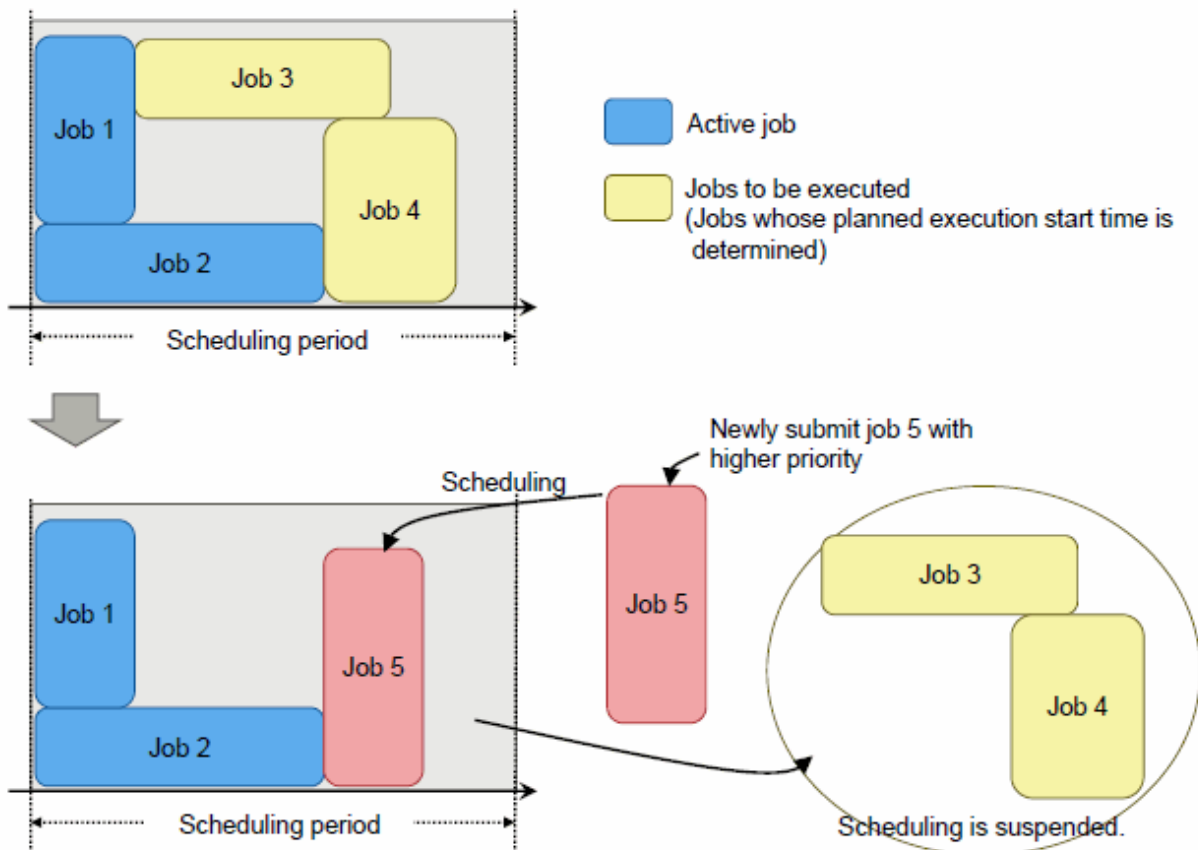 Job 1
Job 3
Job 4
Job 2
Scheduling period
Active job
Jobs to be executed
(Jobs whose planned execution start time is
determined)
Newly submit job 5 with
higher priority
Scheduling
Job 1
Job 5
Job 2
Scheduling period
Job 5
Job 3
Job 4
Scheduling is suspended.